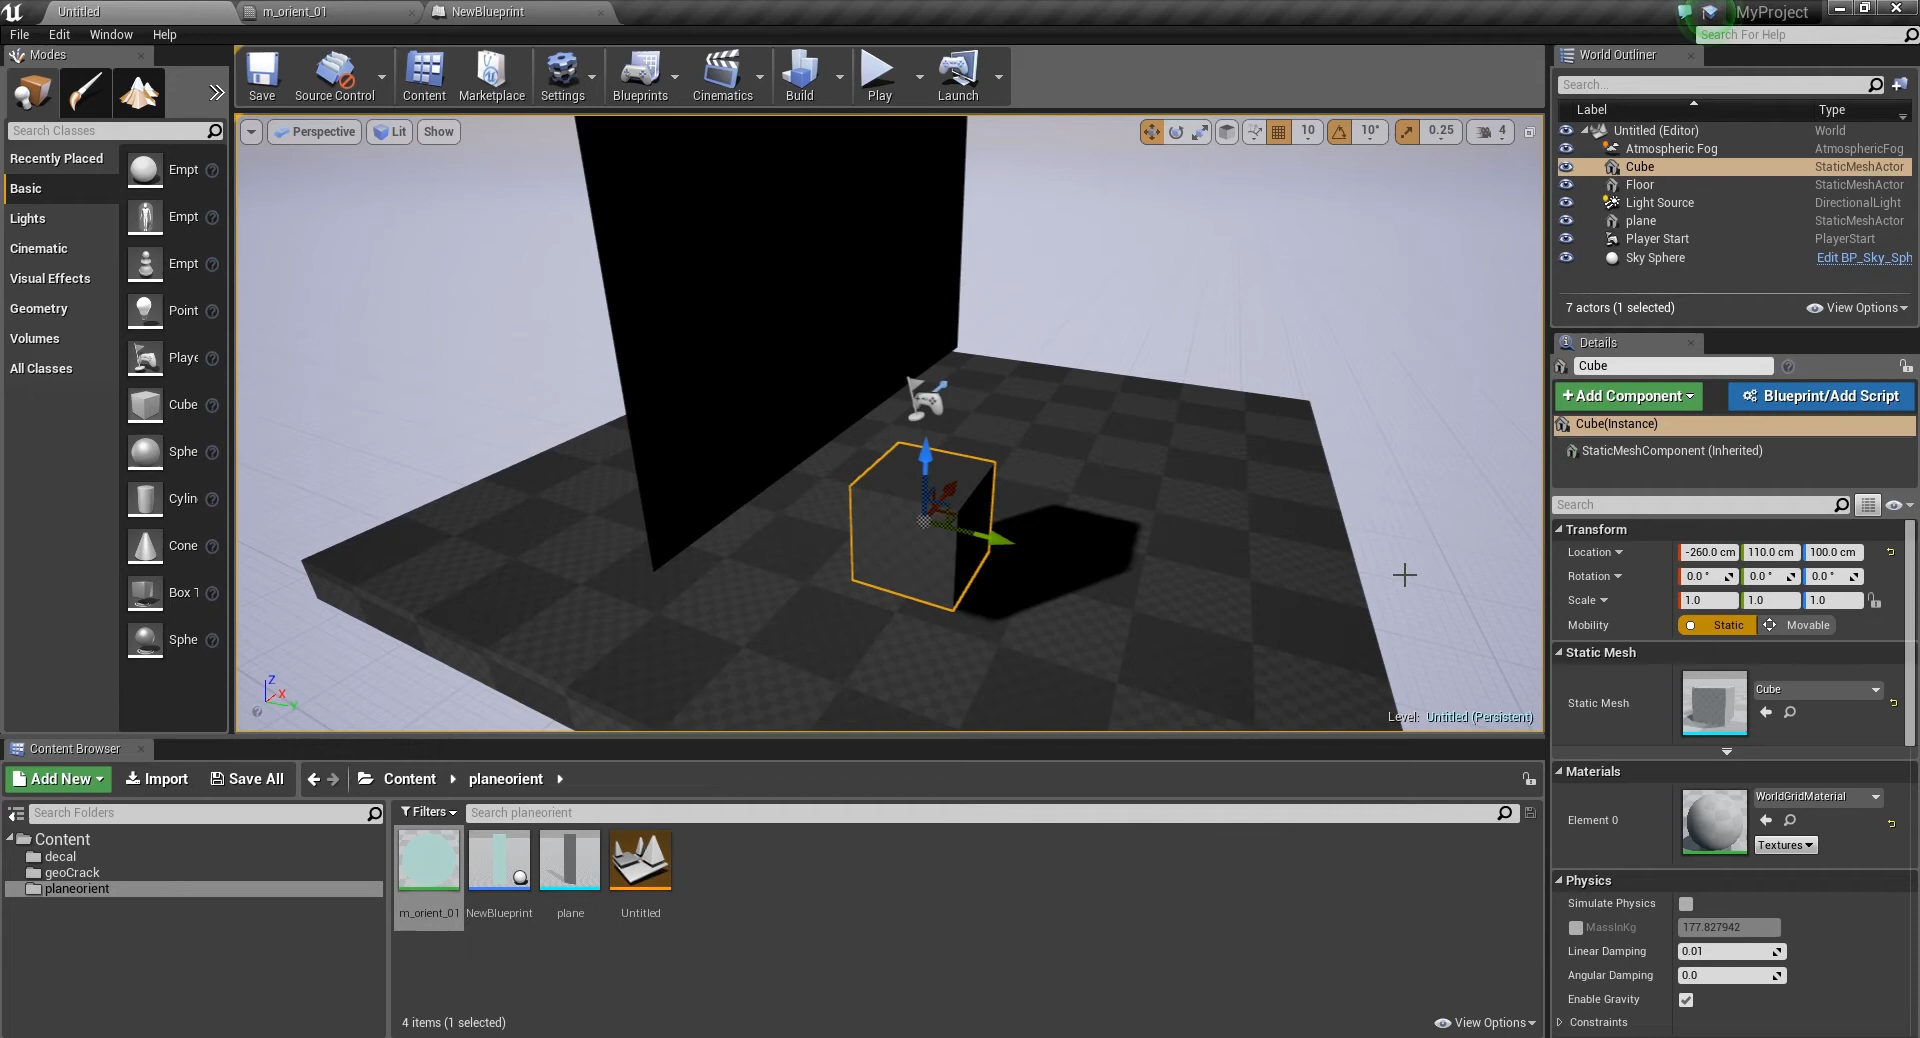 Untitled
m_orient_01
NewBlueprint
MyProject
File Edit Window Help
Search For Help
Modes
Search Classes
Recently Placed
Basic
Lights
Cinematic
Visual Effects
Geometry
Volumes
All Classes
Empt
Empt
Empt
Point
Playe
Cube
Sphe
Cylin
Cone
Box T
Sphe
Save
Source Control
Content
Marketplace
Settings
Blueprints
Cinematics
Build
Play
Launch
Perspective Lit Show
10 10° 0.25 4
Z
X
Y
Level: Untitled (Persistent)
World Outliner
Search...
Label Type
Untitled (Editor) World
Atmospheric Fog AtmosphericFog
Cube StaticMeshActor
Floor StaticMeshActor
Light Source DirectionalLight
plane StaticMeshActor
Player Start PlayerStart
Sky Sphere Edit BP_Sky_Sph
7 actors (1 selected) View Options
Details
Cube
+Add Component Blueprint/Add Script
Cube(Instance)
StaticMeshComponent (Inherited)
Search
Transform
Location -260.0 cm 110.0 cm 100.0 cm
Rotation 0.0 ° 0.0 ° 0.0 °
Scale 1.0 1.0 1.0
Mobility Static Movable
Static Mesh
Static Mesh Cube
Materials
Element 0 WorldGridMaterial
Textures
Physics
Simulate Physics
MassInKg 177.827942
Linear Damping 0.01
Angular Damping 0.0
Enable Gravity
Constraints
Content Browser
Add New Import Save All Content planeorient
Search Folders
Content
decal
geoCrack
planeorient
Filters Search planeorient
m_orient_01 NewBlueprint plane Untitled
4 items (1 selected) View Options